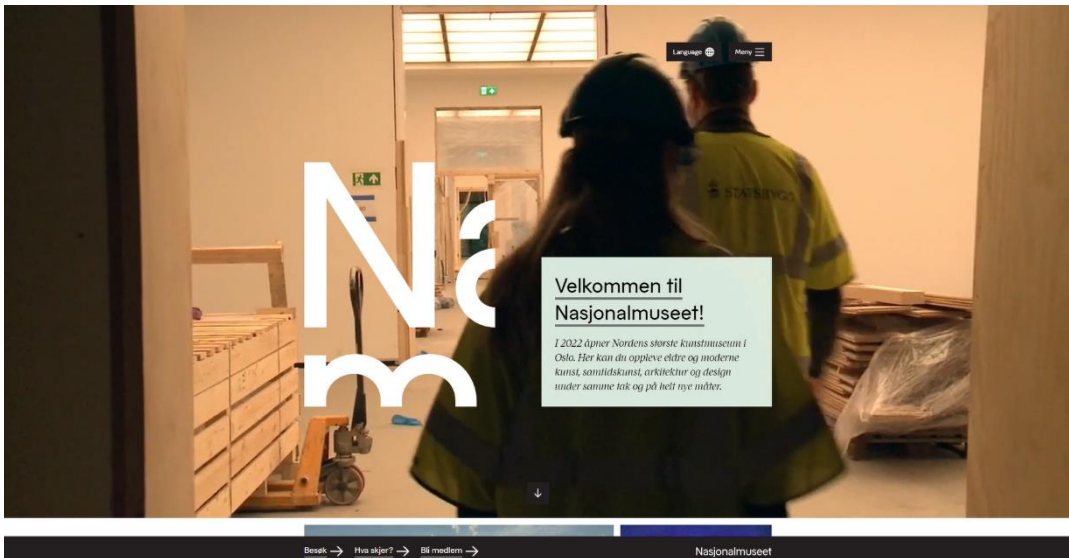 Language
Meny
Na
m
STATSBYGG
Velkommen til
Nasjonalmuseet!
I 2022 åpner Nordens største kunstmuseum i
Oslo. Her kan du oppleve eldre og moderne
kunst, samtidskunst, arkitektur og design
under samme tak og på helt nye måter.
Besøk
Hva skjer?
Bli medlem
Nasjonalmuseet